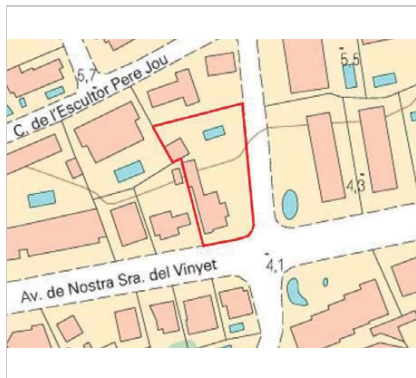 5,7
C. de l'Escultor Pere Jou
5,5
4,3
4,1
Av. de Nostra Sra. del Vinyet